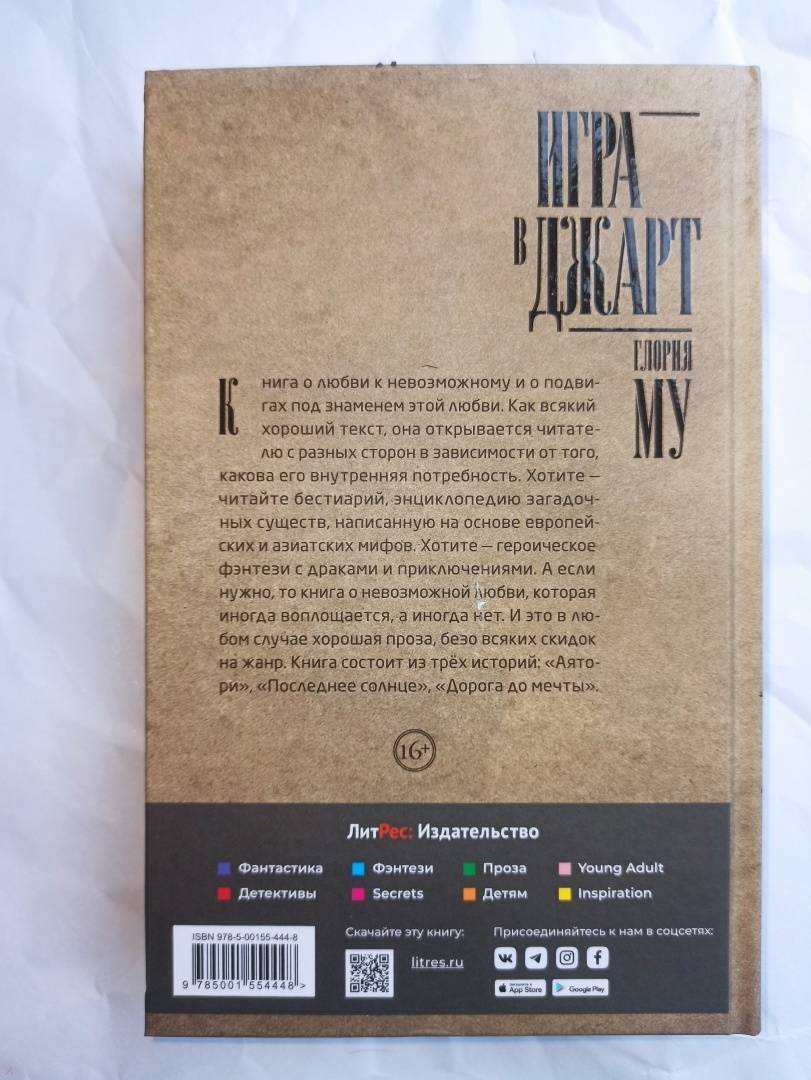 ИГРА
В ДЖАРТ
ГЛОРИЯ
МУ
Книга о любви к невозможному и о подви-
гах под знаменем этой любви. Как всякий
хороший текст, она открывается читате-
лю с разных сторон в зависимости от того,
какова его внутренняя потребность. Хотите —
читайте бестиарий, энциклопедию загадоч-
ных существ, написанную на основе европей-
ских и азиатских мифов. Хотите — героическое
фэнтези с драками и приключениями. А если
нужно, то книга о невозможной любви, которая
иногда воплощается, а иногда нет. И это в лю-
бом случае хорошая проза, безо всяких скидок
на жанр. Книга состоит из трёх историй: «Аято-
ри», «Последнее солнце», «Дорога до мечты».
16+
ЛитРес: Издательство
Фантастика Фэнтези Проза Young Adult
Детективы Secrets Детям Inspiration
ISBN 978-5-00155-444-8
9 785001 554448 >
Скачайте эту книгу:
litres.ru
Присоединяйтесь к нам в соцсетях:
App Store
Google Play